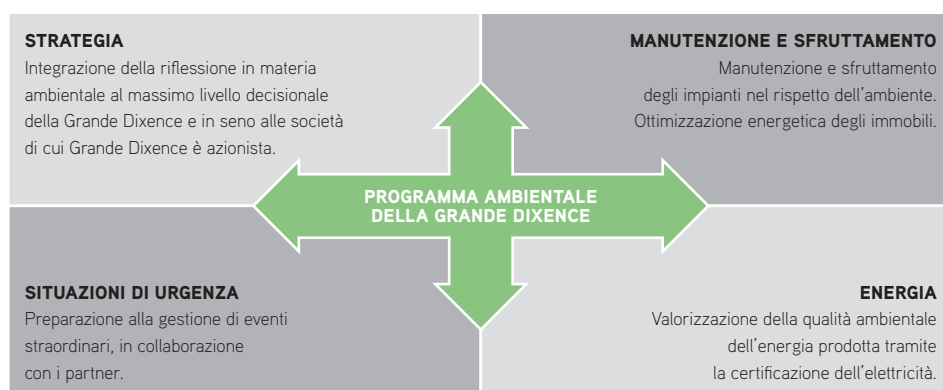 STRATEGIA
Integrazione della riflessione in materia
ambientale al massimo livello decisionale
della Grande Dixence e in seno alle società
di cui Grande Dixence è azionista.
MANUTENZIONE E SFRUTTAMENTO
Manutenzione e sfruttamento
degli impianti nel rispetto dell'ambiente.
Ottimizzazione energetica degli immobili.
PROGRAMMA AMBIENTALE
DELLA GRANDE DIXENCE
SITUAZIONI DI URGENZA
Preparazione alla gestione di eventi
straordinari, in collaborazione
con i partner.
ENERGIA
Valorizzazione della qualità ambientale
dell'energia prodotta tramite
la certificazione dell'elettricità.